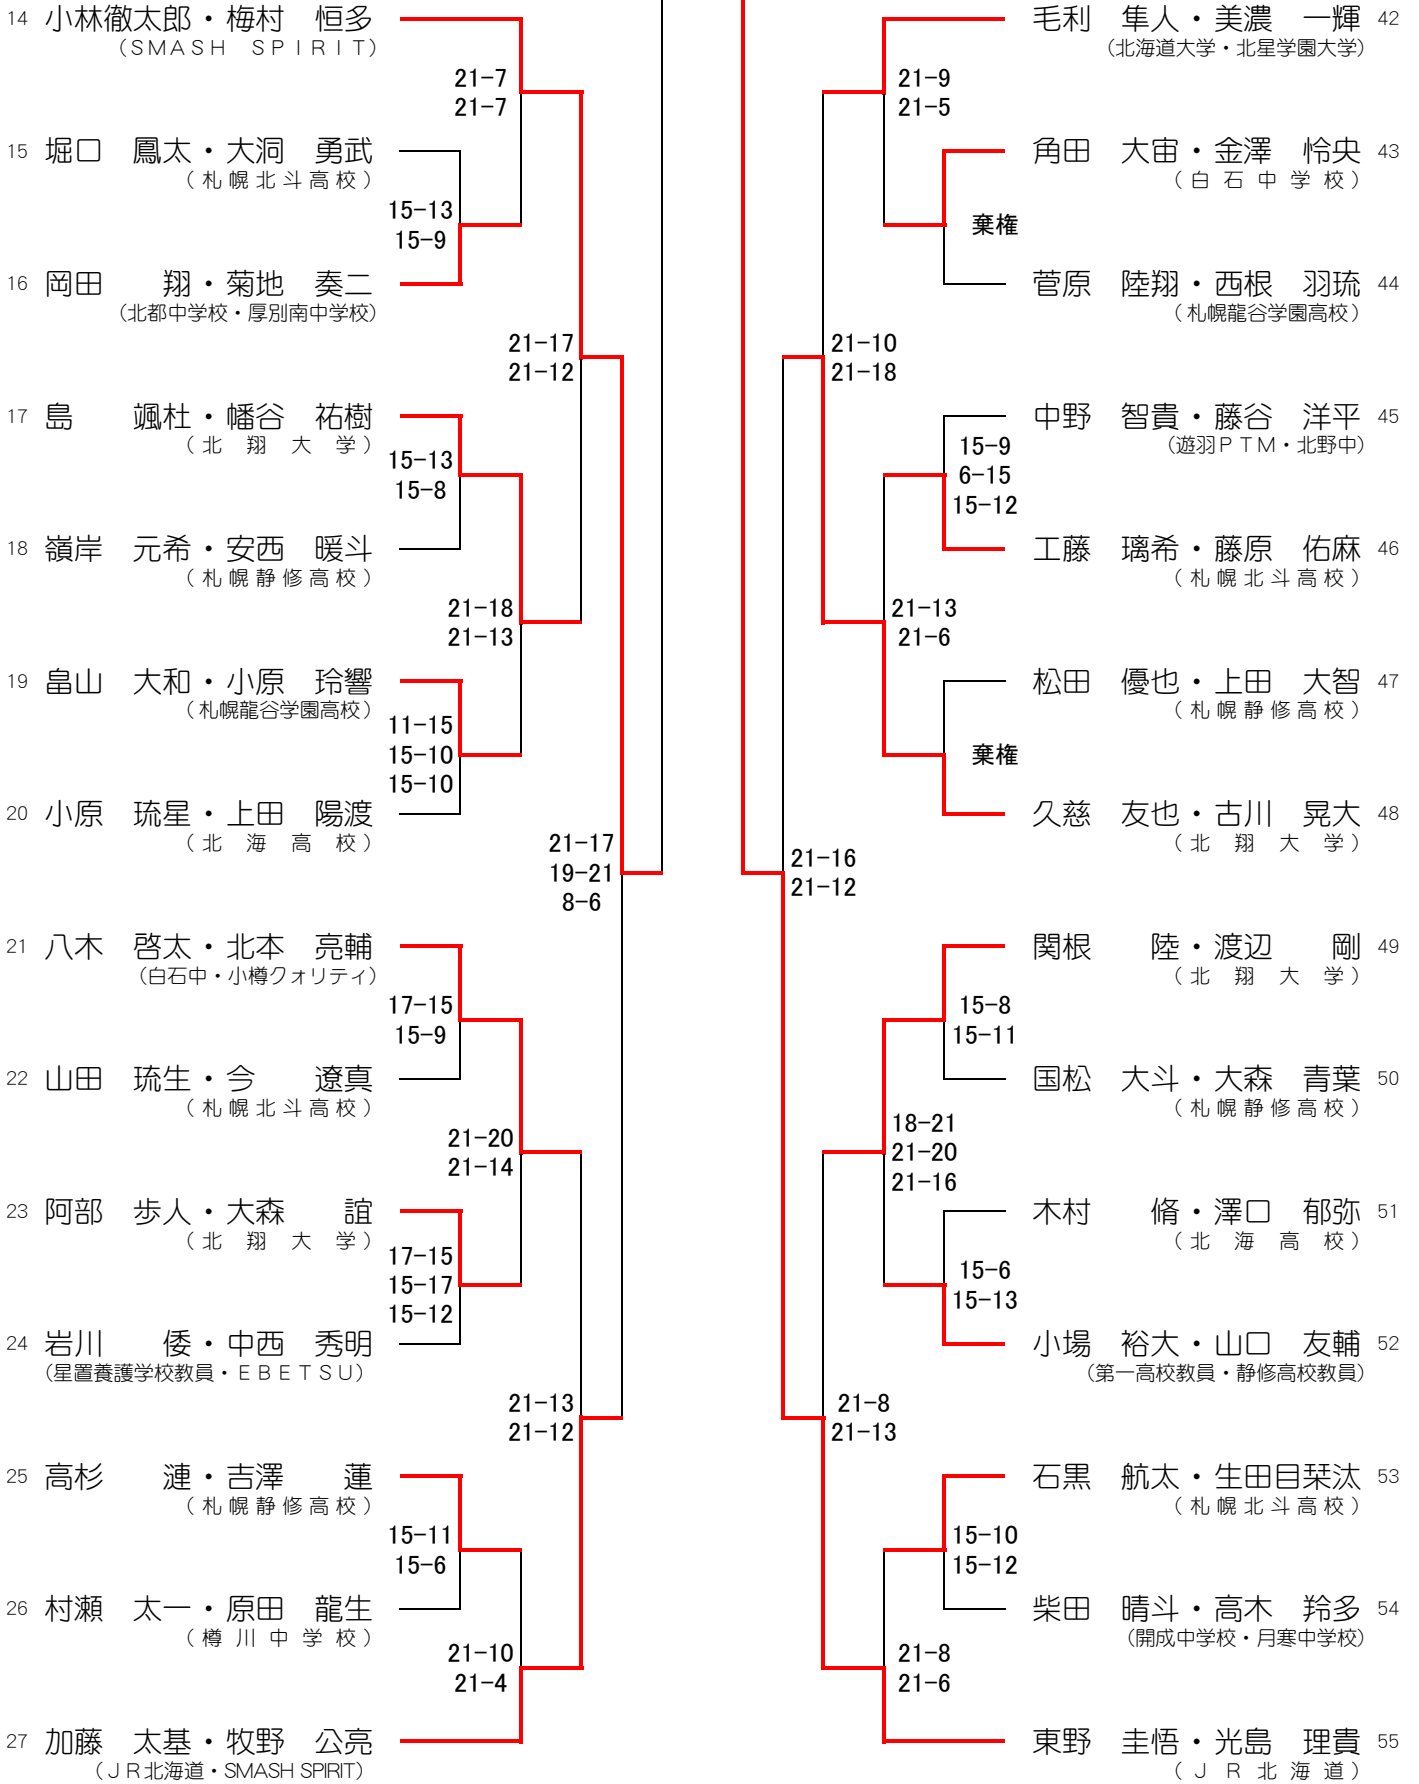 14 小林徹太郎・梅村　恒多
(SMASH　SPIRIT)
21-7
21-7
15 堀口　鳳太・大洞　勇武
(札幌北斗高校)
15-13
15-9
16 岡田　　翔・菊地　奏二
(北都中学校・厚別南中学校)
21-17
21-12
17 島　　颯杜・幡谷　祐樹
(北　翔　大　学)
15-13
15-8
18 嶺岸　元希・安西　暖斗
(札幌静修高校)
21-18
21-13
19 畠山　大和・小原　玲響
(札幌龍谷学園高校)
11-15
15-10
15-10
20 小原　琉星・上田　陽渡
(北　海　高　校)
21-17
19-21
8-6
21 八木　啓太・北本　亮輔
(白石中・小樽クォリティ)
17-15
15-9
22 山田　琉生・今　　遼真
(札幌北斗高校)
21-20
21-14
23 阿部　歩人・大森　　誼
(北　翔　大　学)
17-15
15-17
15-12
24 岩川　　倭・中西　秀明
(星置養護学校教員・ＥＢＥＴＳＵ)
21-13
21-12
25 高杉　　漣・吉澤　　蓮
(札幌静修高校)
15-11
15-6
26 村瀬　太一・原田　龍生
(樽川中学校)
21-10
21-4
27 加藤　太基・牧野　公亮
(ＪＲ北海道・SMASH SPIRIT)
毛利　隼人・美濃　一輝 42
(北海道大学・北星学園大学)
21-9
21-5
角田　大宙・金澤　怜央 43
(白石中学校)
棄権
菅原　陸翔・西根　羽琉 44
(札幌龍谷学園高校)
21-10
21-18
中野　智貴・藤谷　洋平 45
(遊羽ＰＴＭ・北野中)
15-9
6-15
15-12
工藤　璃希・藤原　佑麻 46
(札幌北斗高校)
21-13
21-6
松田　優也・上田　大智 47
(札幌静修高校)
棄権
久慈　友也・古川　晃大 48
(北　翔　大　学)
21-16
21-12
関根　　陸・渡辺　　剛 49
(北　翔　大　学)
15-8
15-11
国松　大斗・大森　青葉 50
(札幌静修高校)
18-21
21-20
21-16
木村　　脩・澤口　郁弥 51
(北　海　高　校)
15-6
15-13
小場　裕大・山口　友輔 52
(第一高校教員・静修高校教員)
21-8
21-13
石黒　航太・生田目栞汰 53
(札幌北斗高校)
15-10
15-12
柴田　晴斗・高木　羚多 54
(開成中学校・月寒中学校)
21-8
21-6
東野　圭悟・光島　理貴 55
(ＪＲ北海道)